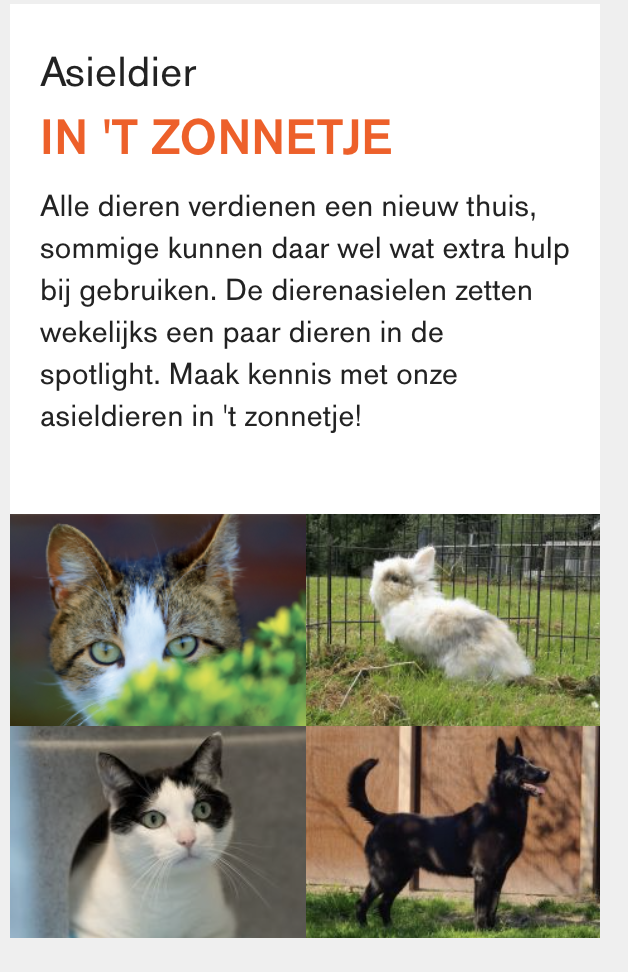 Asieldier
IN 'T ZONNETJE
Alle dieren verdienen een nieuw thuis,
sommige kunnen daar wel wat extra hulp
bij gebruiken. De dierenasielen zetten
wekelijks een paar dieren in de
spotlight. Maak kennis met onze
asieldieren in 't zonnetje!